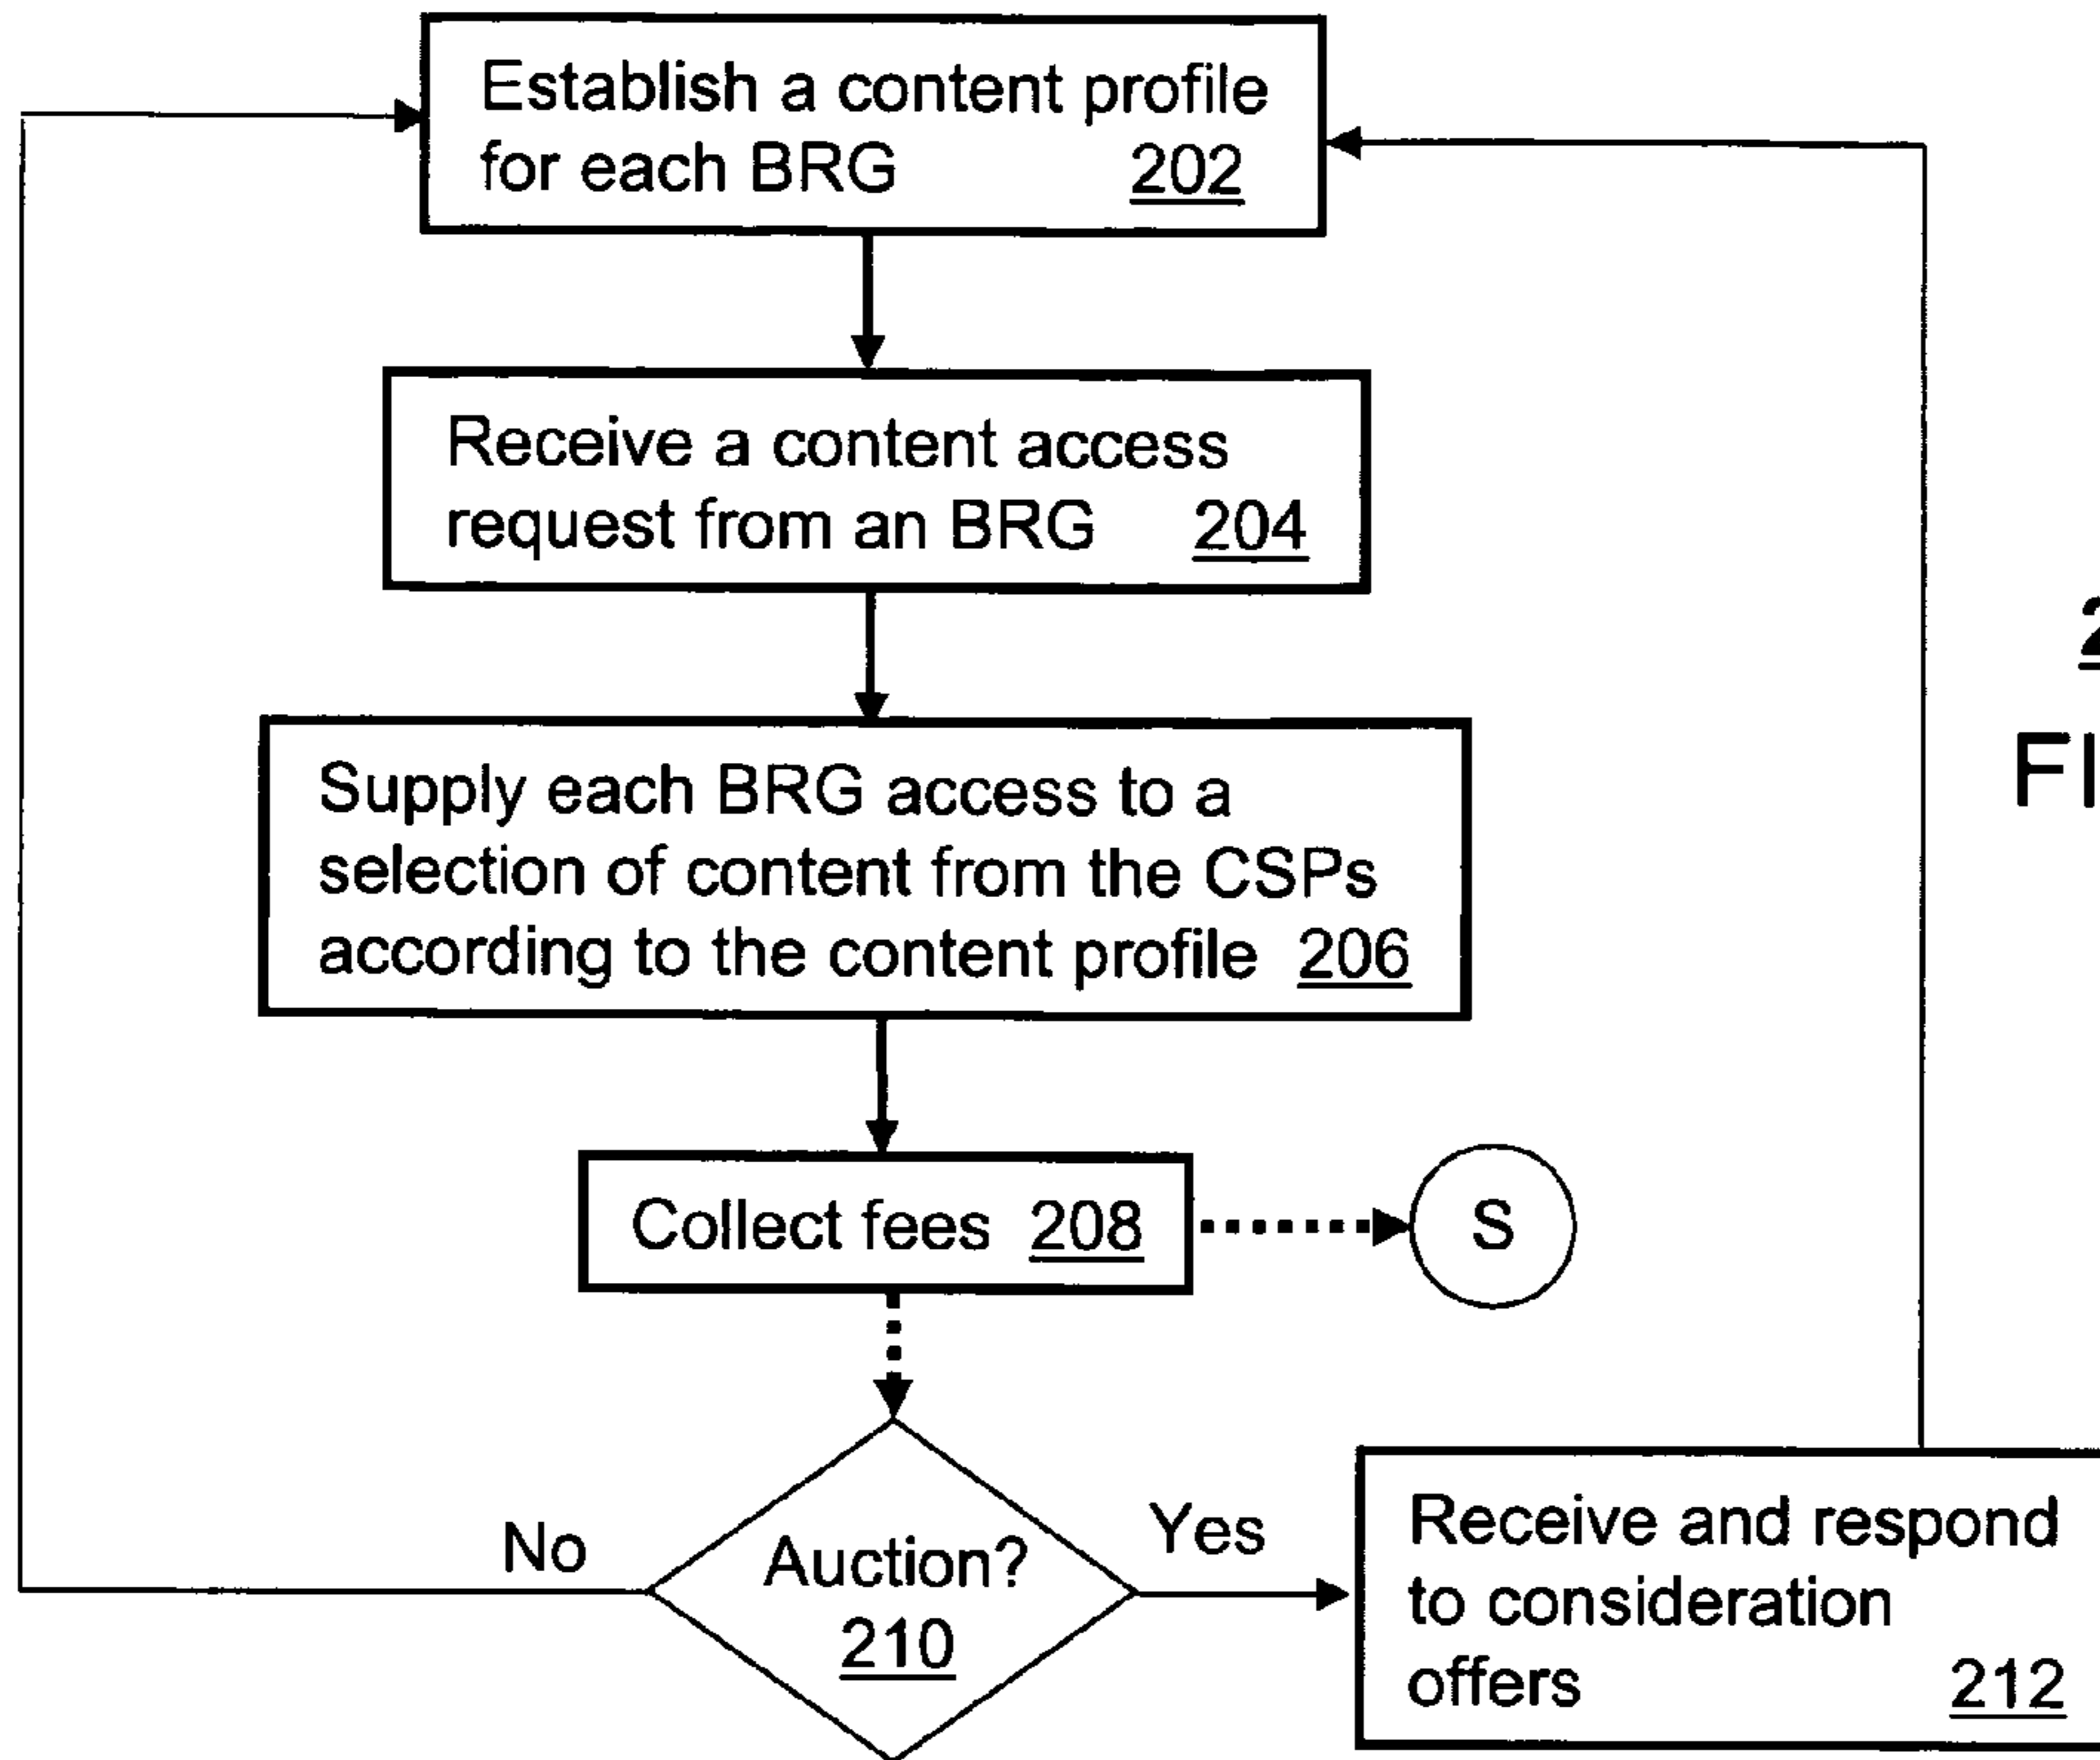 Establish a content profile
for each BRG 202
Receive a content access
request from an BRG 204
Supply each BRG access to a
selection of content from the CSPs
according to the content profile 206
Collect fees 208
S
No
Auction?
210
Yes
Receive and respond
to consideration
offers 212